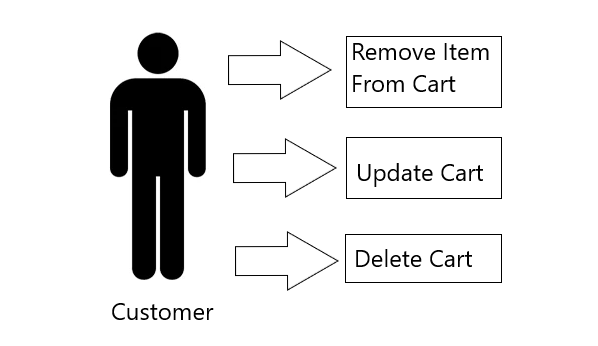 Remove Item
From Cart
Update Cart
Delete Cart
Customer